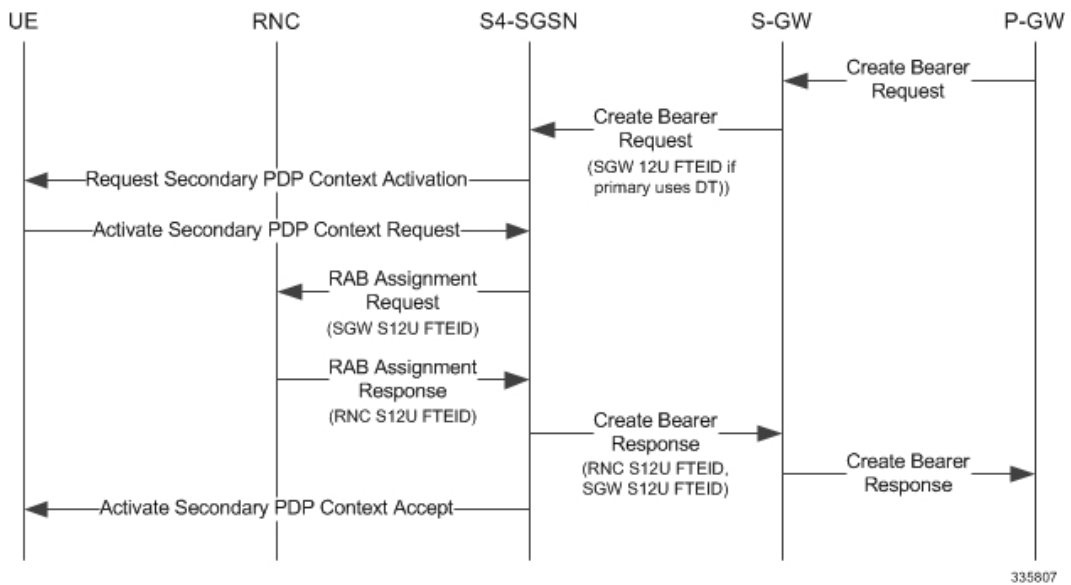 UE
RNC
S4-SGSN
S-GW
P-GW
Create Bearer
Request
Create Bearer
Request
(SGW 12U FTEID if
primary uses DT))
Request Secondary PDP Context Activation
Activate Secondary PDP Context Request
RAB Assignment
Request
(SGW S12U FTEID)
RAB Assignment
Response
(RNC S12U FTEID)
Create Bearer
Response
(RNC S12U FTEID,
SGW S12U FTEID)
Create Bearer
Response
Activate Secondary PDP Context Accept
335807